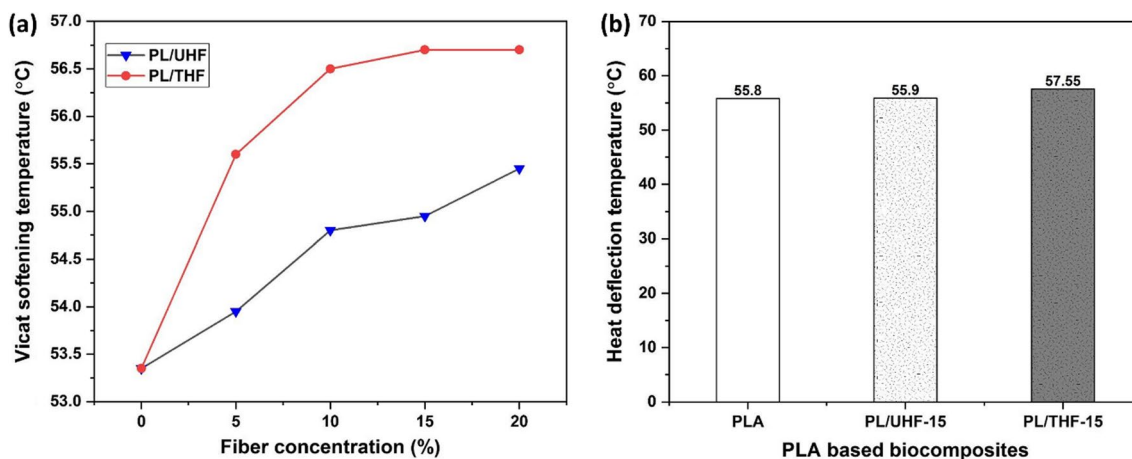 (a)
Vicat softening temperature (°C)
57.0
56.5
56.0
55.5
55.0
54.5
54.0
53.5
53.0
PL/UHF
PL/THF
0 5 10 15 20
Fiber concentration (%)
(b)
Heat deflection temperature (°C)
70
60
50
40
30
20
10
0
55.8 55.9 57.55
PLA PL/UHF-15 PL/THF-15
PLA based biocomposites